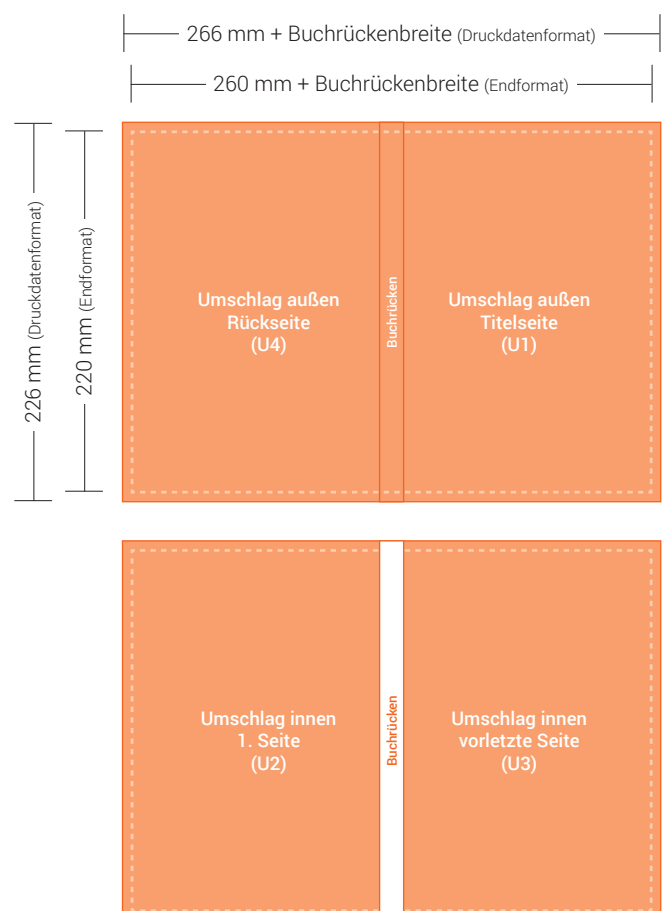 266 mm + Buchrückenbreite (Druckdatenformat)
260 mm + Buchrückenbreite (Endformat)
226 mm (Druckdatenformat)
220 mm (Endformat)
Umschlag außen
Rückseite
(U4)
Buchrücken
Umschlag außen
Titelseite
(U1)
Umschlag innen
1. Seite
(U2)
Buchrücken
Umschlag innen
vorletzte Seite
(U3)